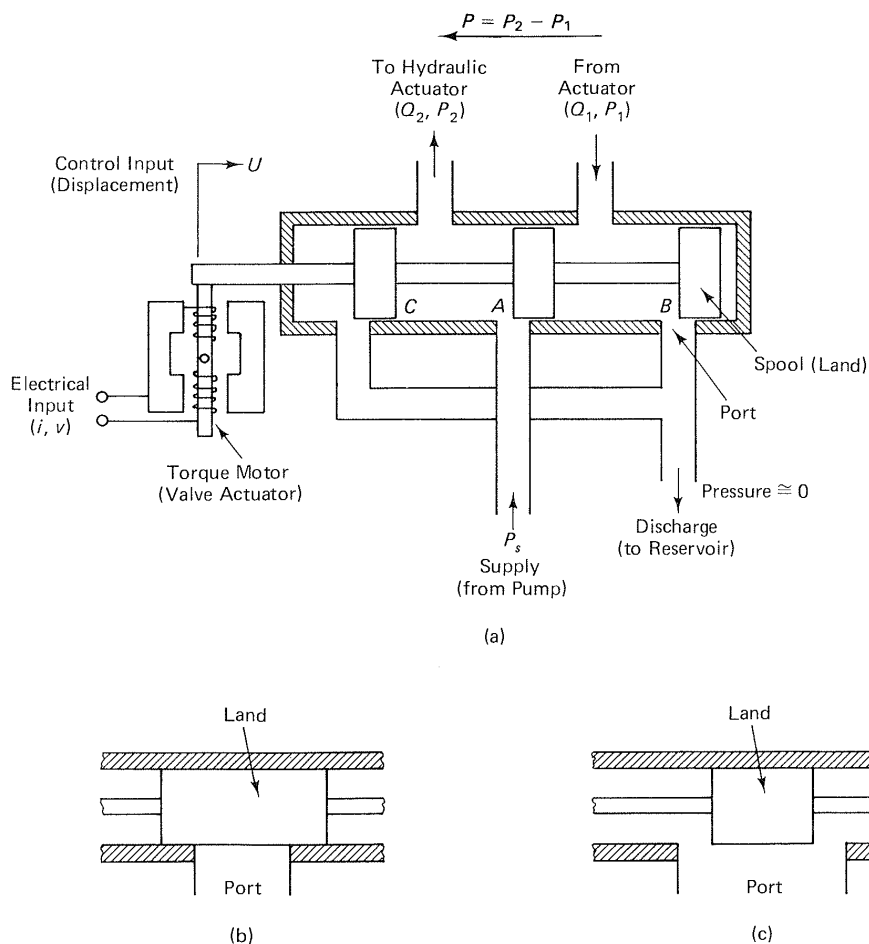 P = P₂ − P₁
To Hydraulic
Actuator
(Q₂, P₂)
From
Actuator
(Q₁, P₁)
Control Input
(Displacement)
U
C
A
B
Spool (Land)
Port
Electrical
Input
(i, v)
Torque Motor
(Valve Actuator)
Pressure ≅ 0
Discharge
(to Reservoir)
Pₛ
Supply
(from Pump)
(a)
Land
Port
(b)
Land
Port
(c)